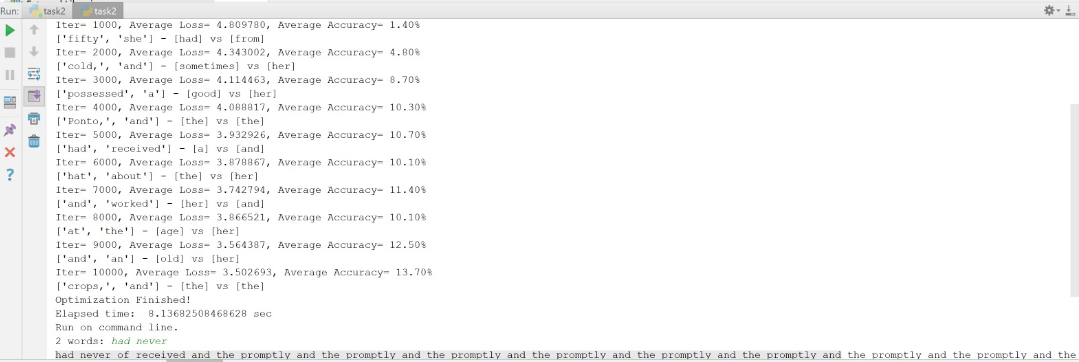 Run: task2 task2
Iter= 1000, Average Loss= 4.809780, Average Accuracy= 1.40%
['fifty', 'she'] - [had] vs [from]
Iter= 2000, Average Loss= 4.343002, Average Accuracy= 4.80%
['cold,', 'and'] - [sometimes] vs [her]
Iter= 3000, Average Loss= 4.114463, Average Accuracy= 8.70%
['possessed', 'a'] - [good] vs [her]
Iter= 4000, Average Loss= 4.088817, Average Accuracy= 10.30%
['Ponto,', 'and'] - [the] vs [the]
Iter= 5000, Average Loss= 3.932926, Average Accuracy= 10.70%
['had', 'received'] - [a] vs [and]
Iter= 6000, Average Loss= 3.878867, Average Accuracy= 10.10%
['hat', 'about'] - [the] vs [her]
Iter= 7000, Average Loss= 3.742794, Average Accuracy= 11.40%
['and', 'worked'] - [her] vs [and]
Iter= 8000, Average Loss= 3.866521, Average Accuracy= 10.10%
['at', 'the'] - [age] vs [her]
Iter= 9000, Average Loss= 3.564387, Average Accuracy= 12.50%
['and', 'an'] - [old] vs [her]
Iter= 10000, Average Loss= 3.502693, Average Accuracy= 13.70%
['crops,', 'and'] - [the] vs [the]
Optimization Finished!
Elapsed time:  8.13682508468628 sec
Run on command line.
2 words: had never
had never of received and the promptly and the promptly and the promptly and the promptly and the promptly and the promptly and the promptly and the promptly and the